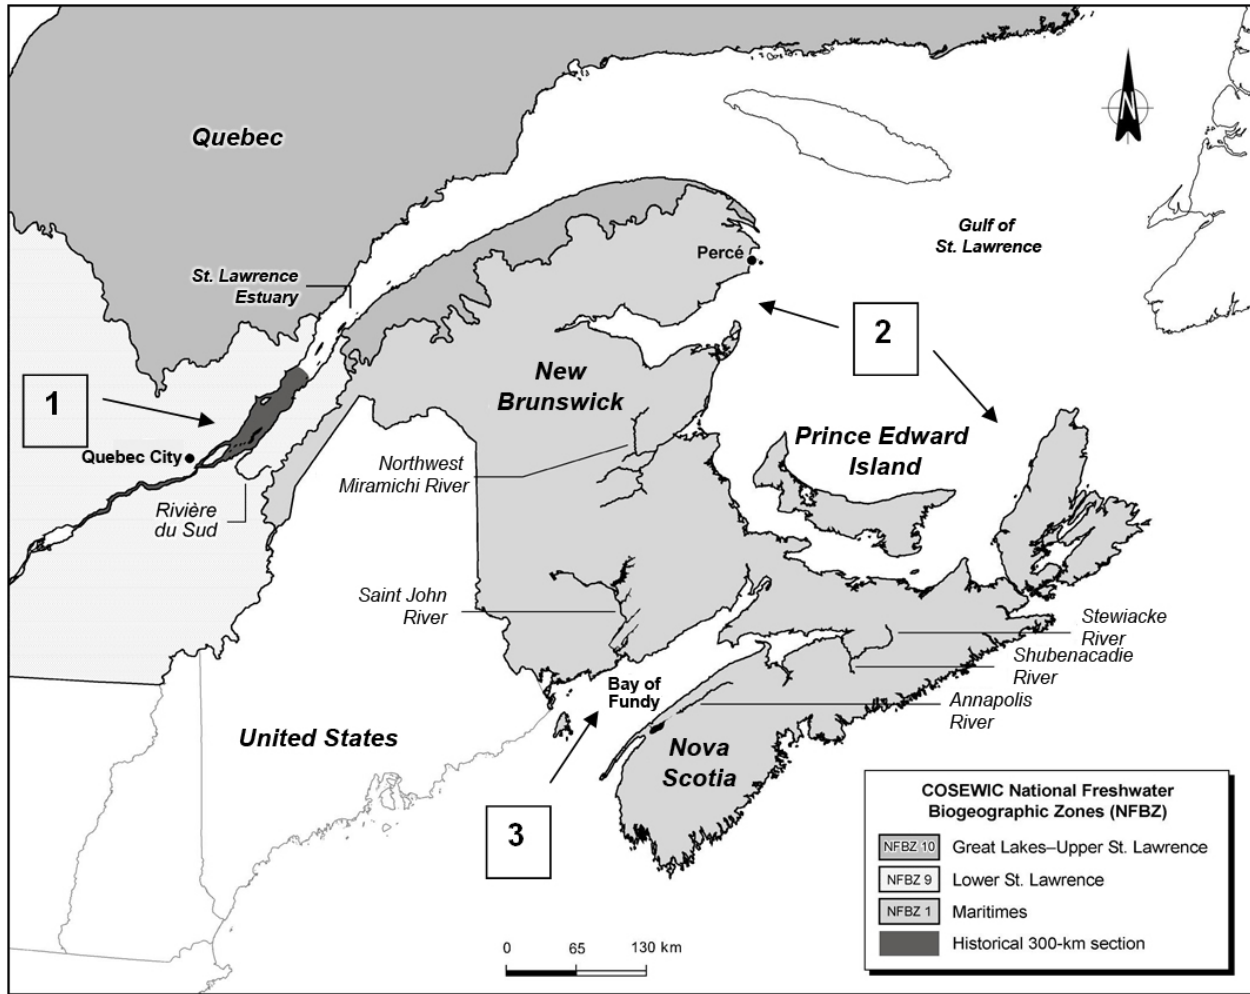 Quebec
N
Gulf of
St. Lawrence
Percé
St. Lawrence
Estuary
2
1
New
Brunswick
Prince Edward
Island
Quebec City
Northwest
Miramichi River
Rivière
du Sud
Saint John
River
Stewiacke
River
Shubenacadie
River
Bay of
Fundy
Annapolis
River
United States
Nova
Scotia
3
COSEWIC National Freshwater
Biogeographic Zones (NFBZ)
NFBZ 10 Great Lakes–Upper St. Lawrence
NFBZ 9 Lower St. Lawrence
NFBZ 1 Maritimes
Historical 300-km section
0 65 130 km